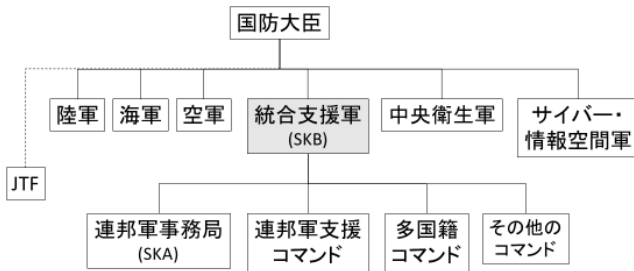 国防大臣
陸軍
海軍
空軍
統合支援軍
(SKB)
中央衛生軍
サイバー・
情報空間軍
JTF
連邦軍事務局
(SKA)
連邦軍支援
コマンド
多国籍
コマンド
その他の
コマンド